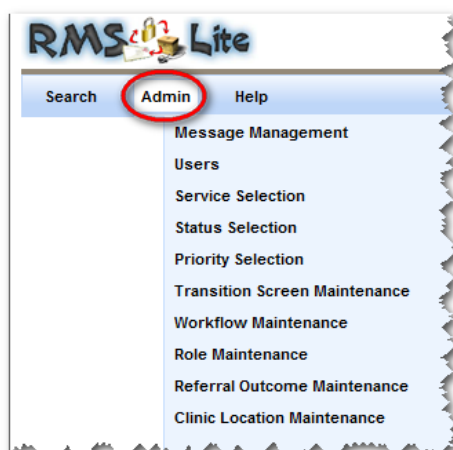 RMS Lite
Search Admin Help
Message Management
Users
Service Selection
Status Selection
Priority Selection
Transition Screen Maintenance
Workflow Maintenance
Role Maintenance
Referral Outcome Maintenance
Clinic Location Maintenance